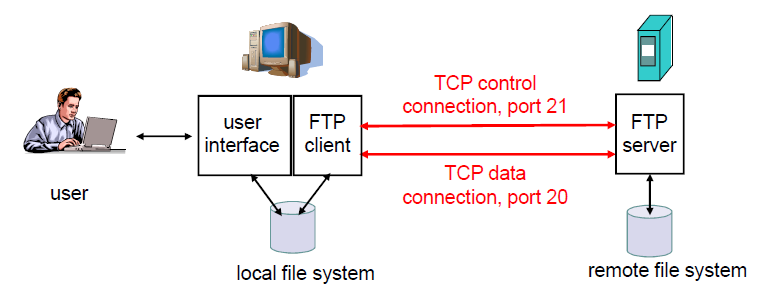 TCP control
connection, port 21
user
interface
FTP
client
FTP
server
TCP data
connection, port 20
user
local file system
remote file system